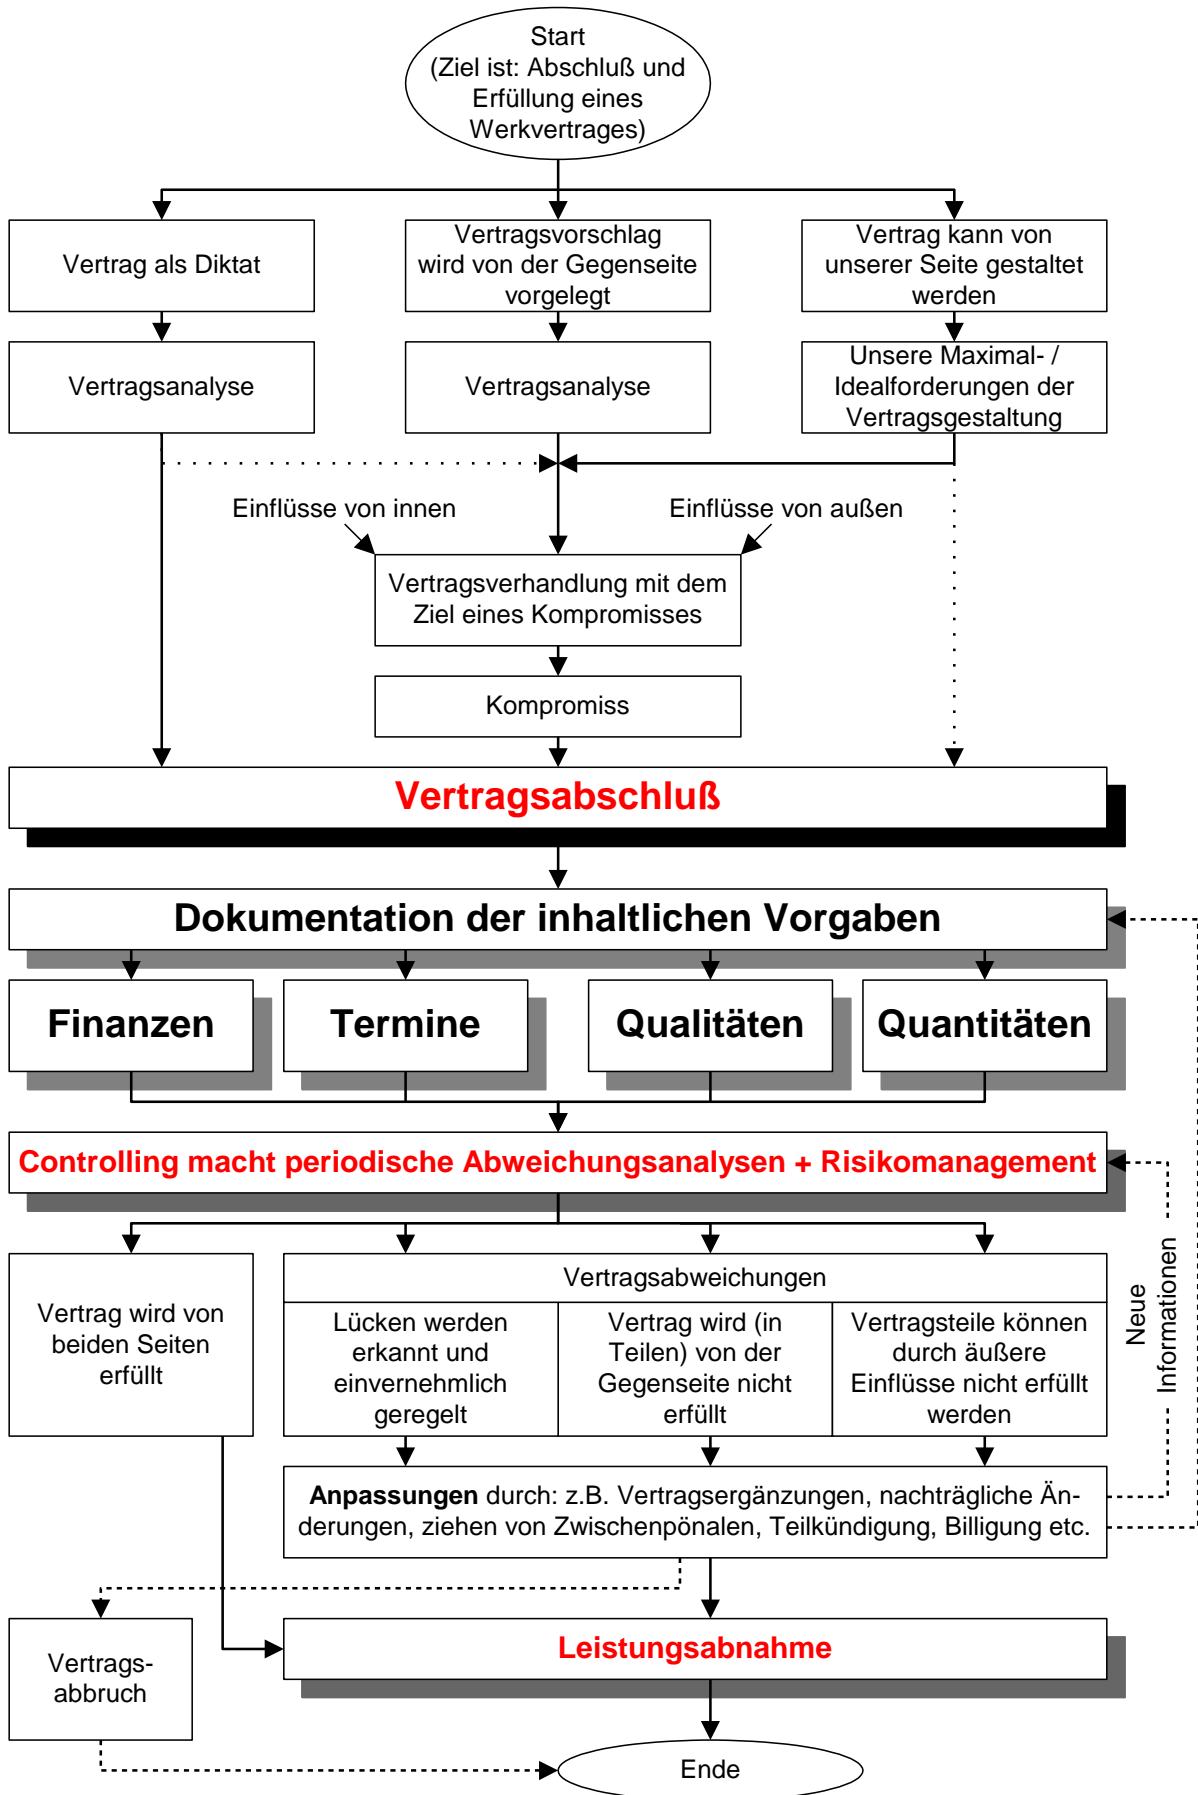 Start
(Ziel ist: Abschluß und
Erfüllung eines
Werkvertrages)
Vertrag als Diktat
Vertragsvorschlag
wird von der Gegenseite
vorgelegt
Vertrag kann von
unserer Seite gestaltet
werden
Vertragsanalyse
Vertragsanalyse
Unsere Maximal- /
Idealforderungen der
Vertragsgestaltung
Einflüsse von innen
Einflüsse von außen
Vertragsverhandlung mit dem
Ziel eines Kompromisses
Kompromiss
Vertragsabschluß
Dokumentation der inhaltlichen Vorgaben
Finanzen
Termine
Qualitäten
Quantitäten
Controlling macht periodische Abweichungsanalysen + Risikomanagement
Vertrag wird von
beiden Seiten
erfüllt
Vertragsabweichungen
Lücken werden
erkannt und
einvernehmlich
geregelt
Vertrag wird (in
Teilen) von der
Gegenseite nicht
erfüllt
Vertragsteile können
durch äußere
Einflüsse nicht erfüllt
werden
Neue
Informationen
Anpassungen durch: z.B. Vertragsergänzungen, nachträgliche Än-
derungen, ziehen von Zwischenpönalen, Teilkündigung, Billigung etc.
Vertrags-
abbruch
Leistungsabnahme
Ende